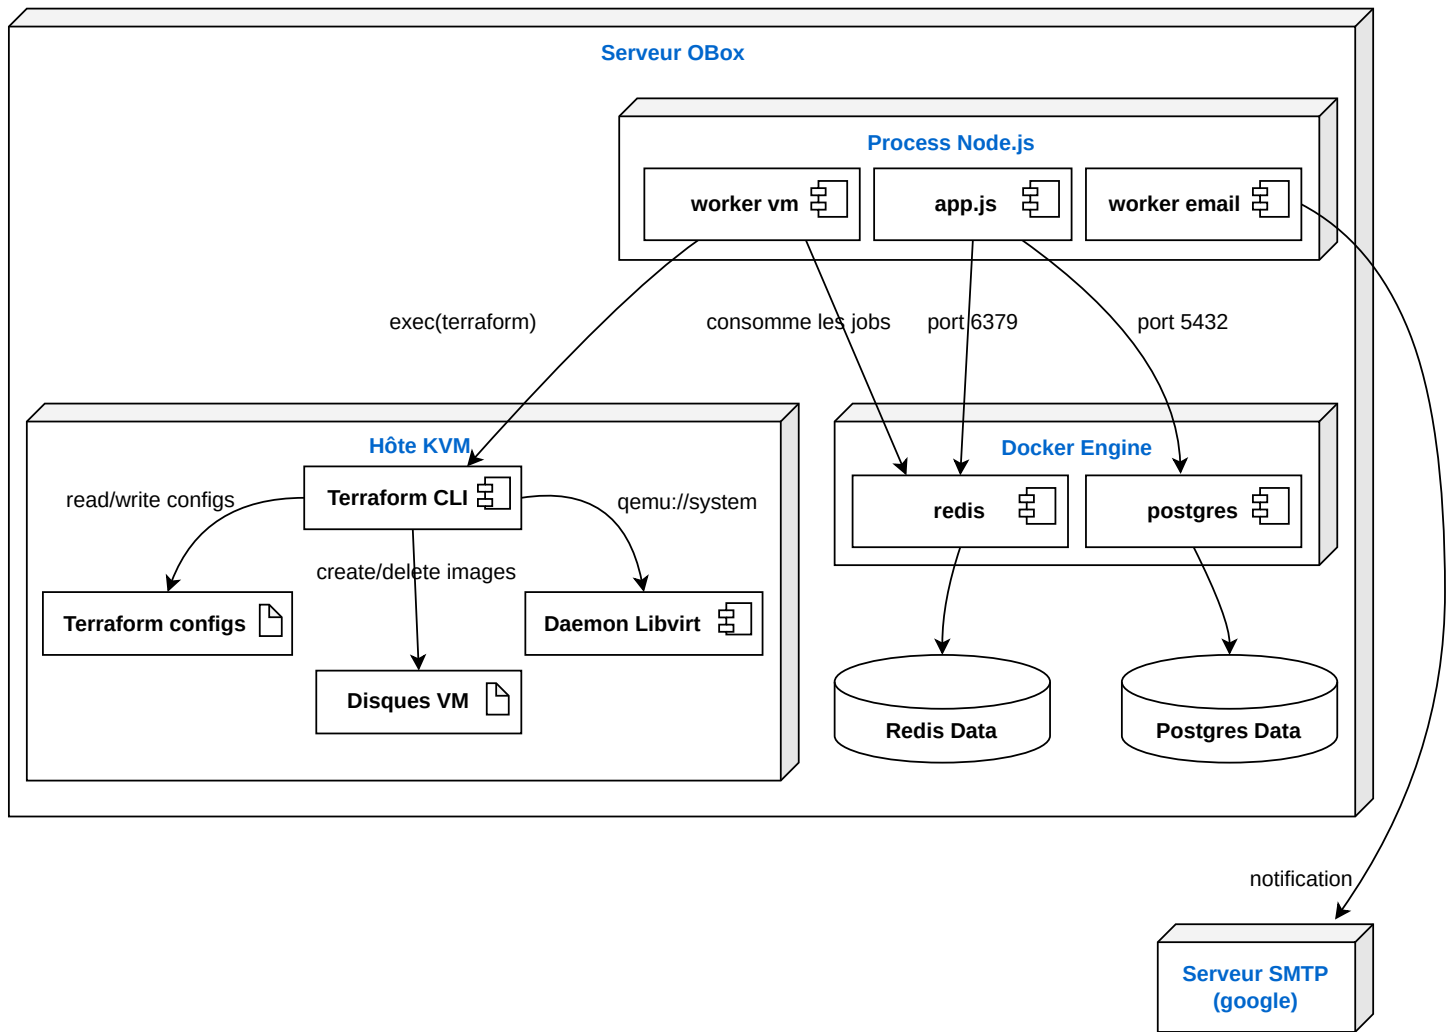 Serveur OBox
Process Node.js
worker vm
app.js
worker email
exec(terraform)
consomme les jobs
port 6379
port 5432
Hôte KVM
Docker Engine
read/write configs
Terraform CLI
qemu://system
redis
postgres
create/delete images
Terraform configs
Daemon Libvirt
Disques VM
Redis Data
Postgres Data
notification
Serveur SMTP
(google)